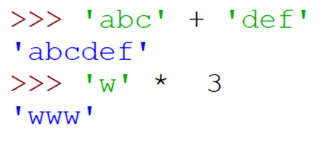 >>> 'abc' + 'def'
'abcdef'
>>> 'w' *  3
'www'